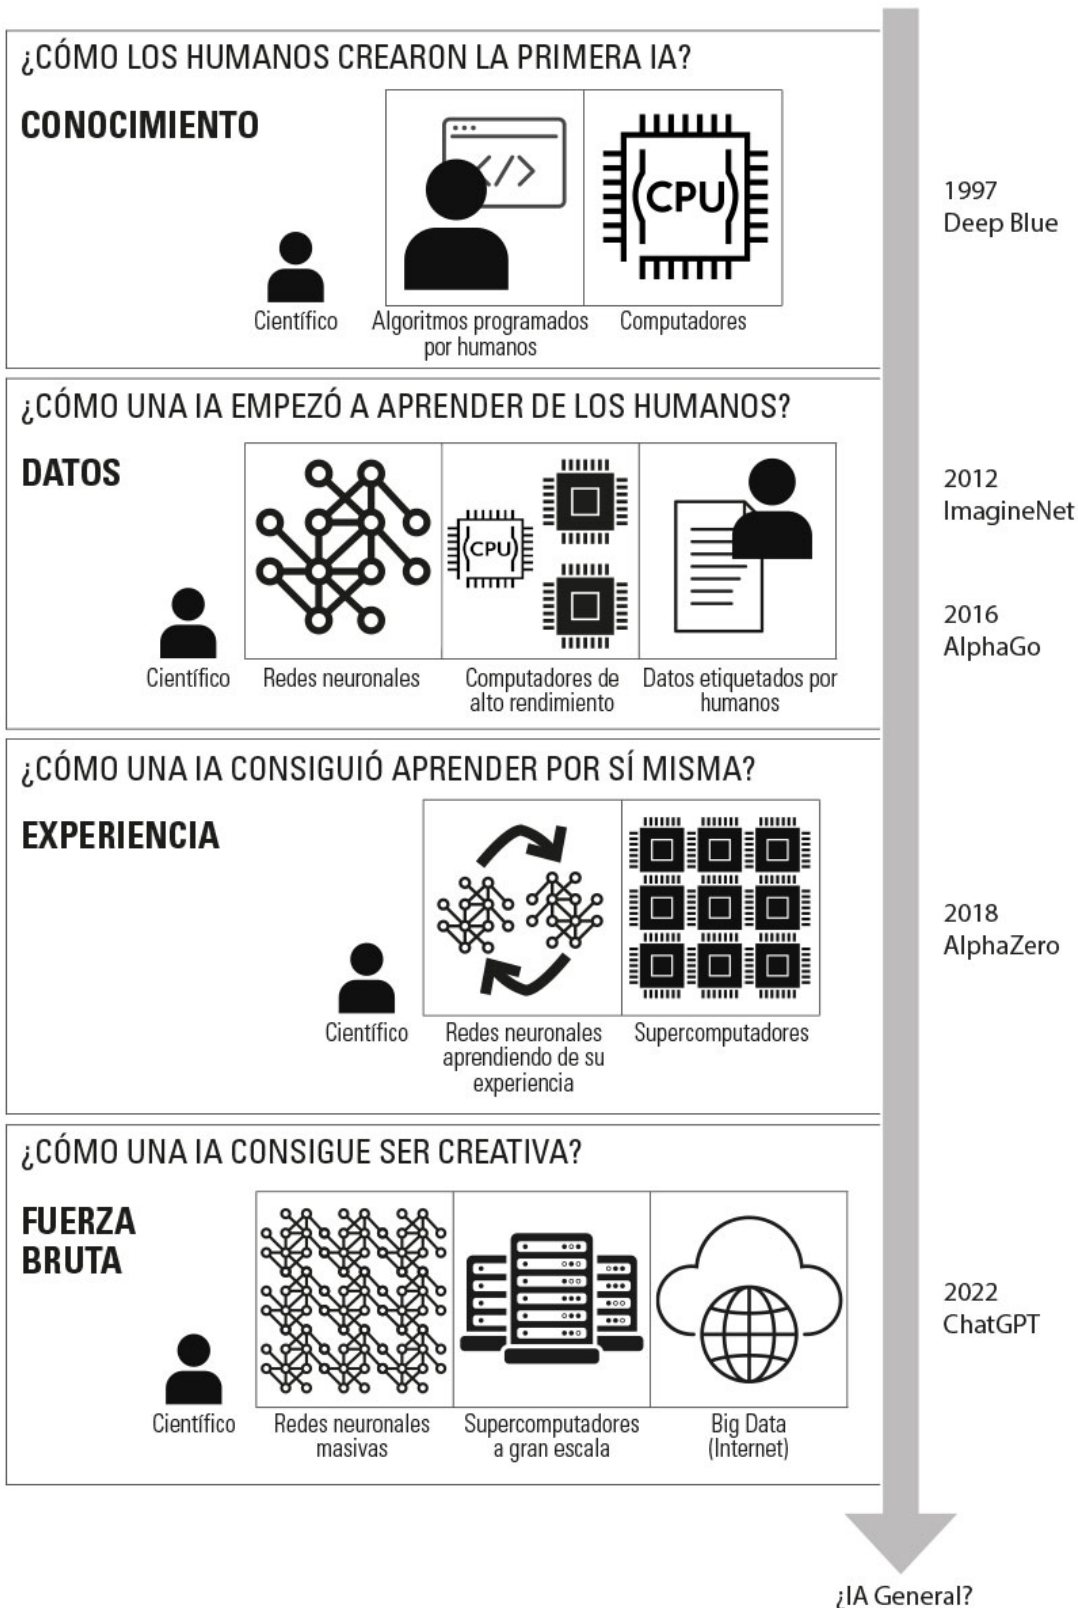 ¿CÓMO LOS HUMANOS CREARON LA PRIMERA IA?
CONOCIMIENTO
</>
CPU
Científico
Algoritmos programados
por humanos
Computadores
1997
Deep Blue
¿CÓMO UNA IA EMPEZÓ A APRENDER DE LOS HUMANOS?
DATOS
CPU
Científico
Redes neuronales
Computadores de
alto rendimiento
Datos etiquetados por
humanos
2012
ImagineNet
2016
AlphaGo
¿CÓMO UNA IA CONSIGUIÓ APRENDER POR SÍ MISMA?
EXPERIENCIA
Científico
Redes neuronales
aprendiendo de su
experiencia
Supercomputadores
2018
AlphaZero
¿CÓMO UNA IA CONSIGUE SER CREATIVA?
FUERZA
BRUTA
Científico
Redes neuronales
masivas
Supercomputadores
a gran escala
Big Data
(Internet)
2022
ChatGPT
¿IA General?